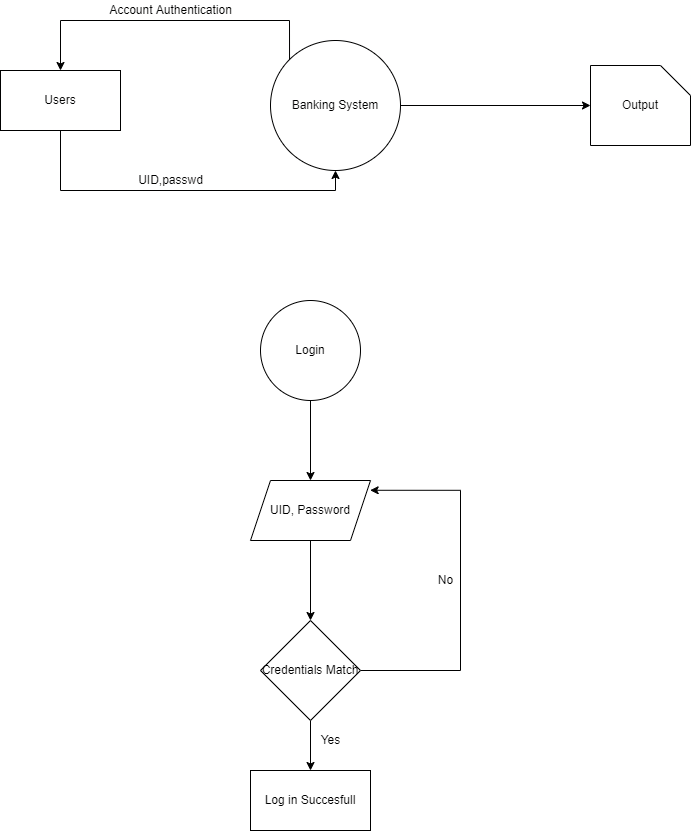 Account Authentication
Users
Banking System
Output
UID,passwd
Login
UID, Password
No
Credentials Match
Yes
Log in Succesfull